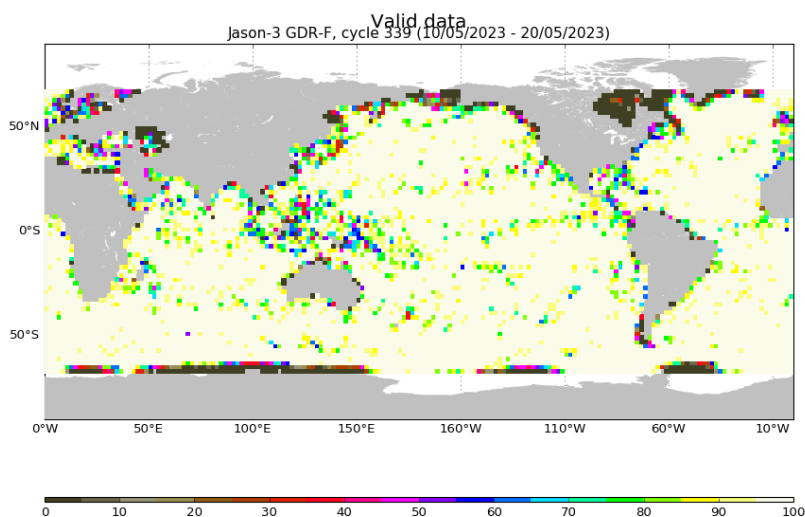 Valid data
Jason-3 GDR-F, cycle 339 (10/05/2023 - 20/05/2023)
50°N
0°S
50°S
0°W 50°E 100°E 150°E 160°W 110°W 60°W 10°W
0 10 20 30 40 50 60 70 80 90 100